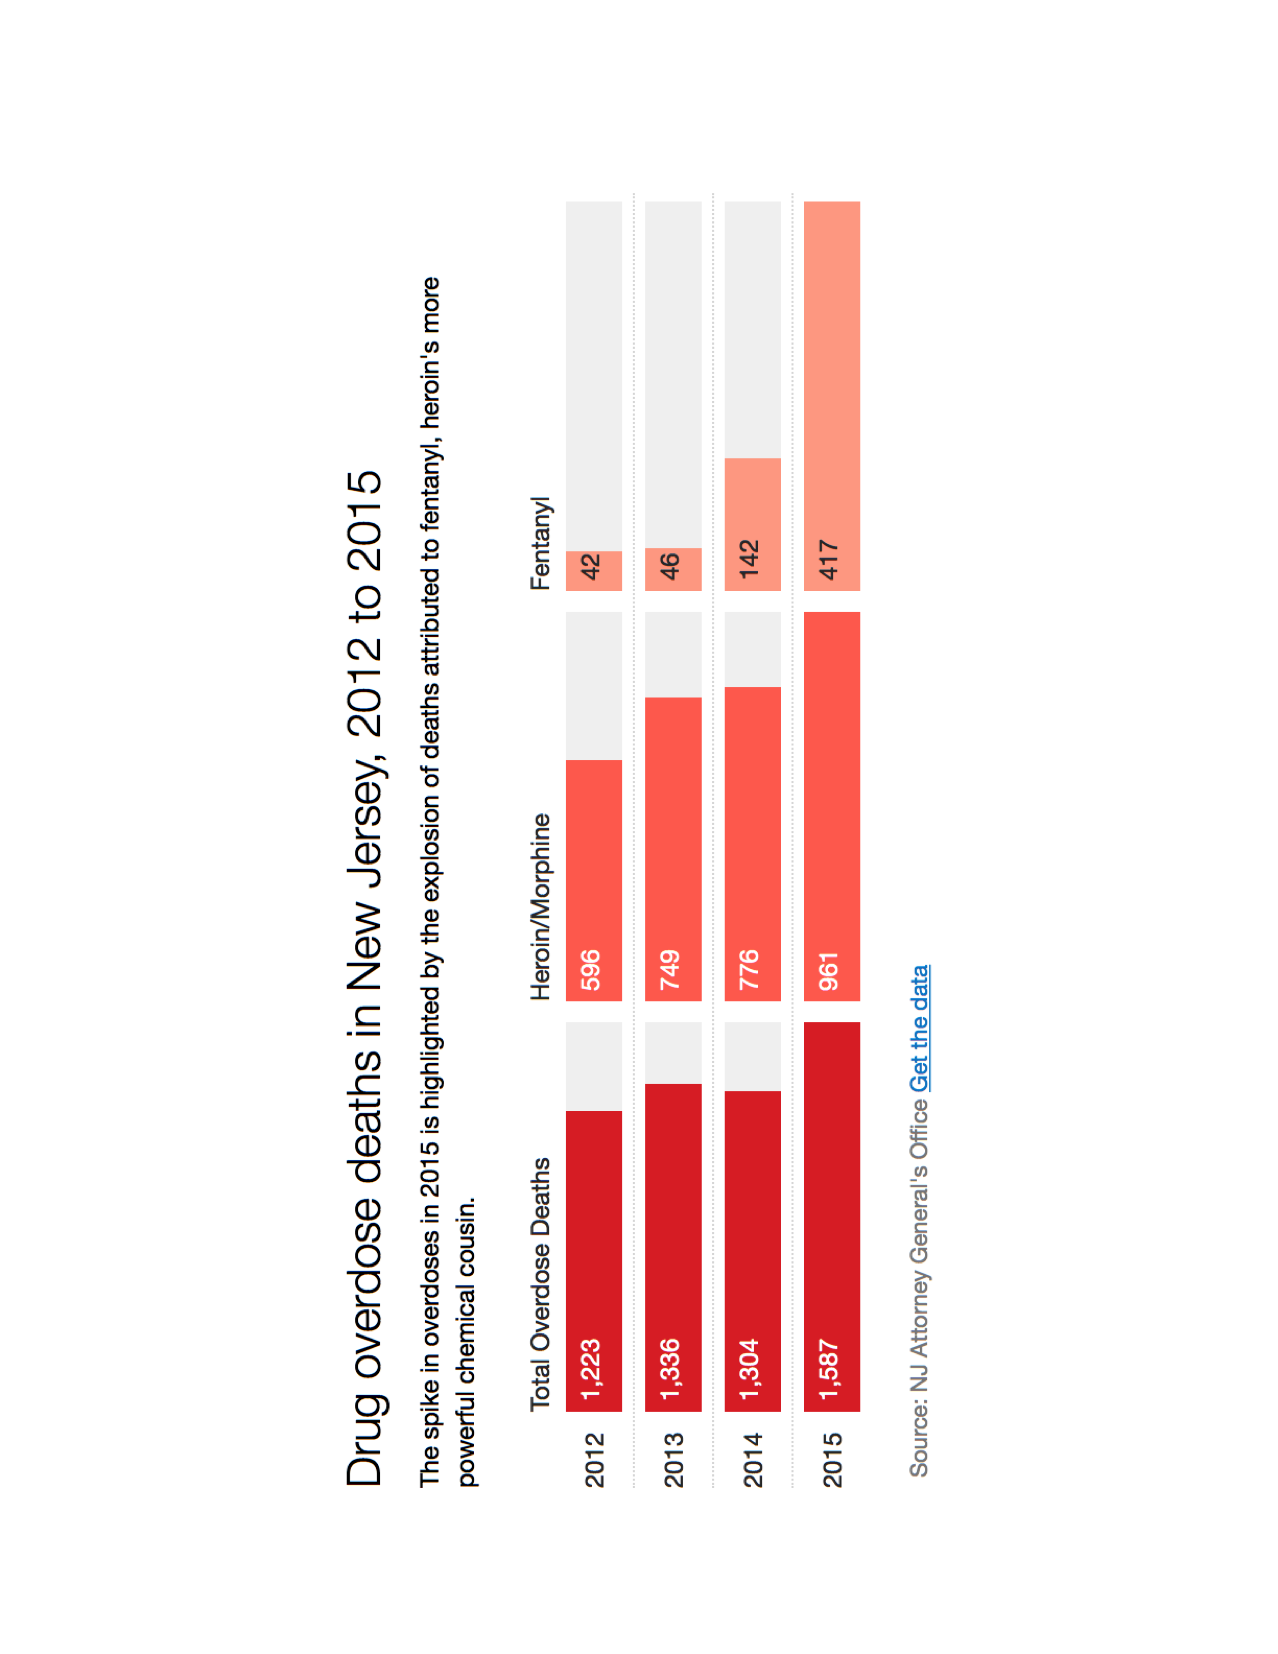 Drug overdose deaths in New Jersey, 2012 to 2015
The spike in overdoses in 2015 is highlighted by the explosion of deaths attributed to fentanyl, heroin's more
powerful chemical cousin.
Total Overdose Deaths Heroin/Morphine Fentanyl
2012 1,223 596 42
2013 1,336 749 46
2014 1,304 776 142
2015 1,587 961 417
Source: NJ Attorney General's Office Get the data